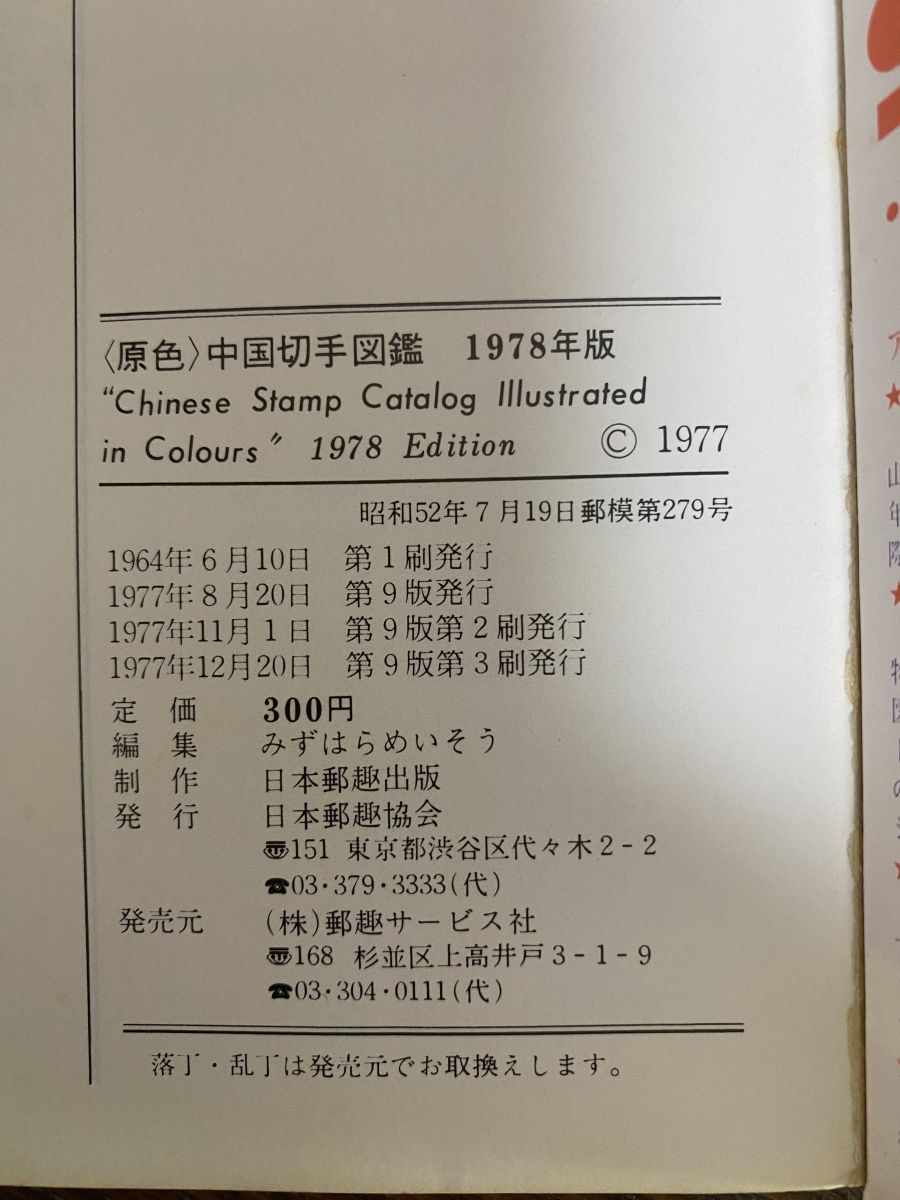 〈原色〉中国切手図鑑 1978年版
“Chinese Stamp Catalog Illustrated
in Colours” 1978 Edition © 1977
昭和52年7月19日郵模第279号
1964年6月10日 第1刷発行
1977年8月20日 第9版発行
1977年11月1日 第9版第2刷発行
1977年12月20日 第9版第3刷発行
定 価 300円
編 集 みずはらめいそう
制 作 日本郵趣出版
発 行 日本郵趣協会
151 東京都渋谷区代々木2-2
☎03・379・3333(代)
発売元 (株)郵趣サービス社
168 杉並区上高井戸3-1-9
☎03・304・0111(代)
落丁・乱丁は発売元でお取換えします。